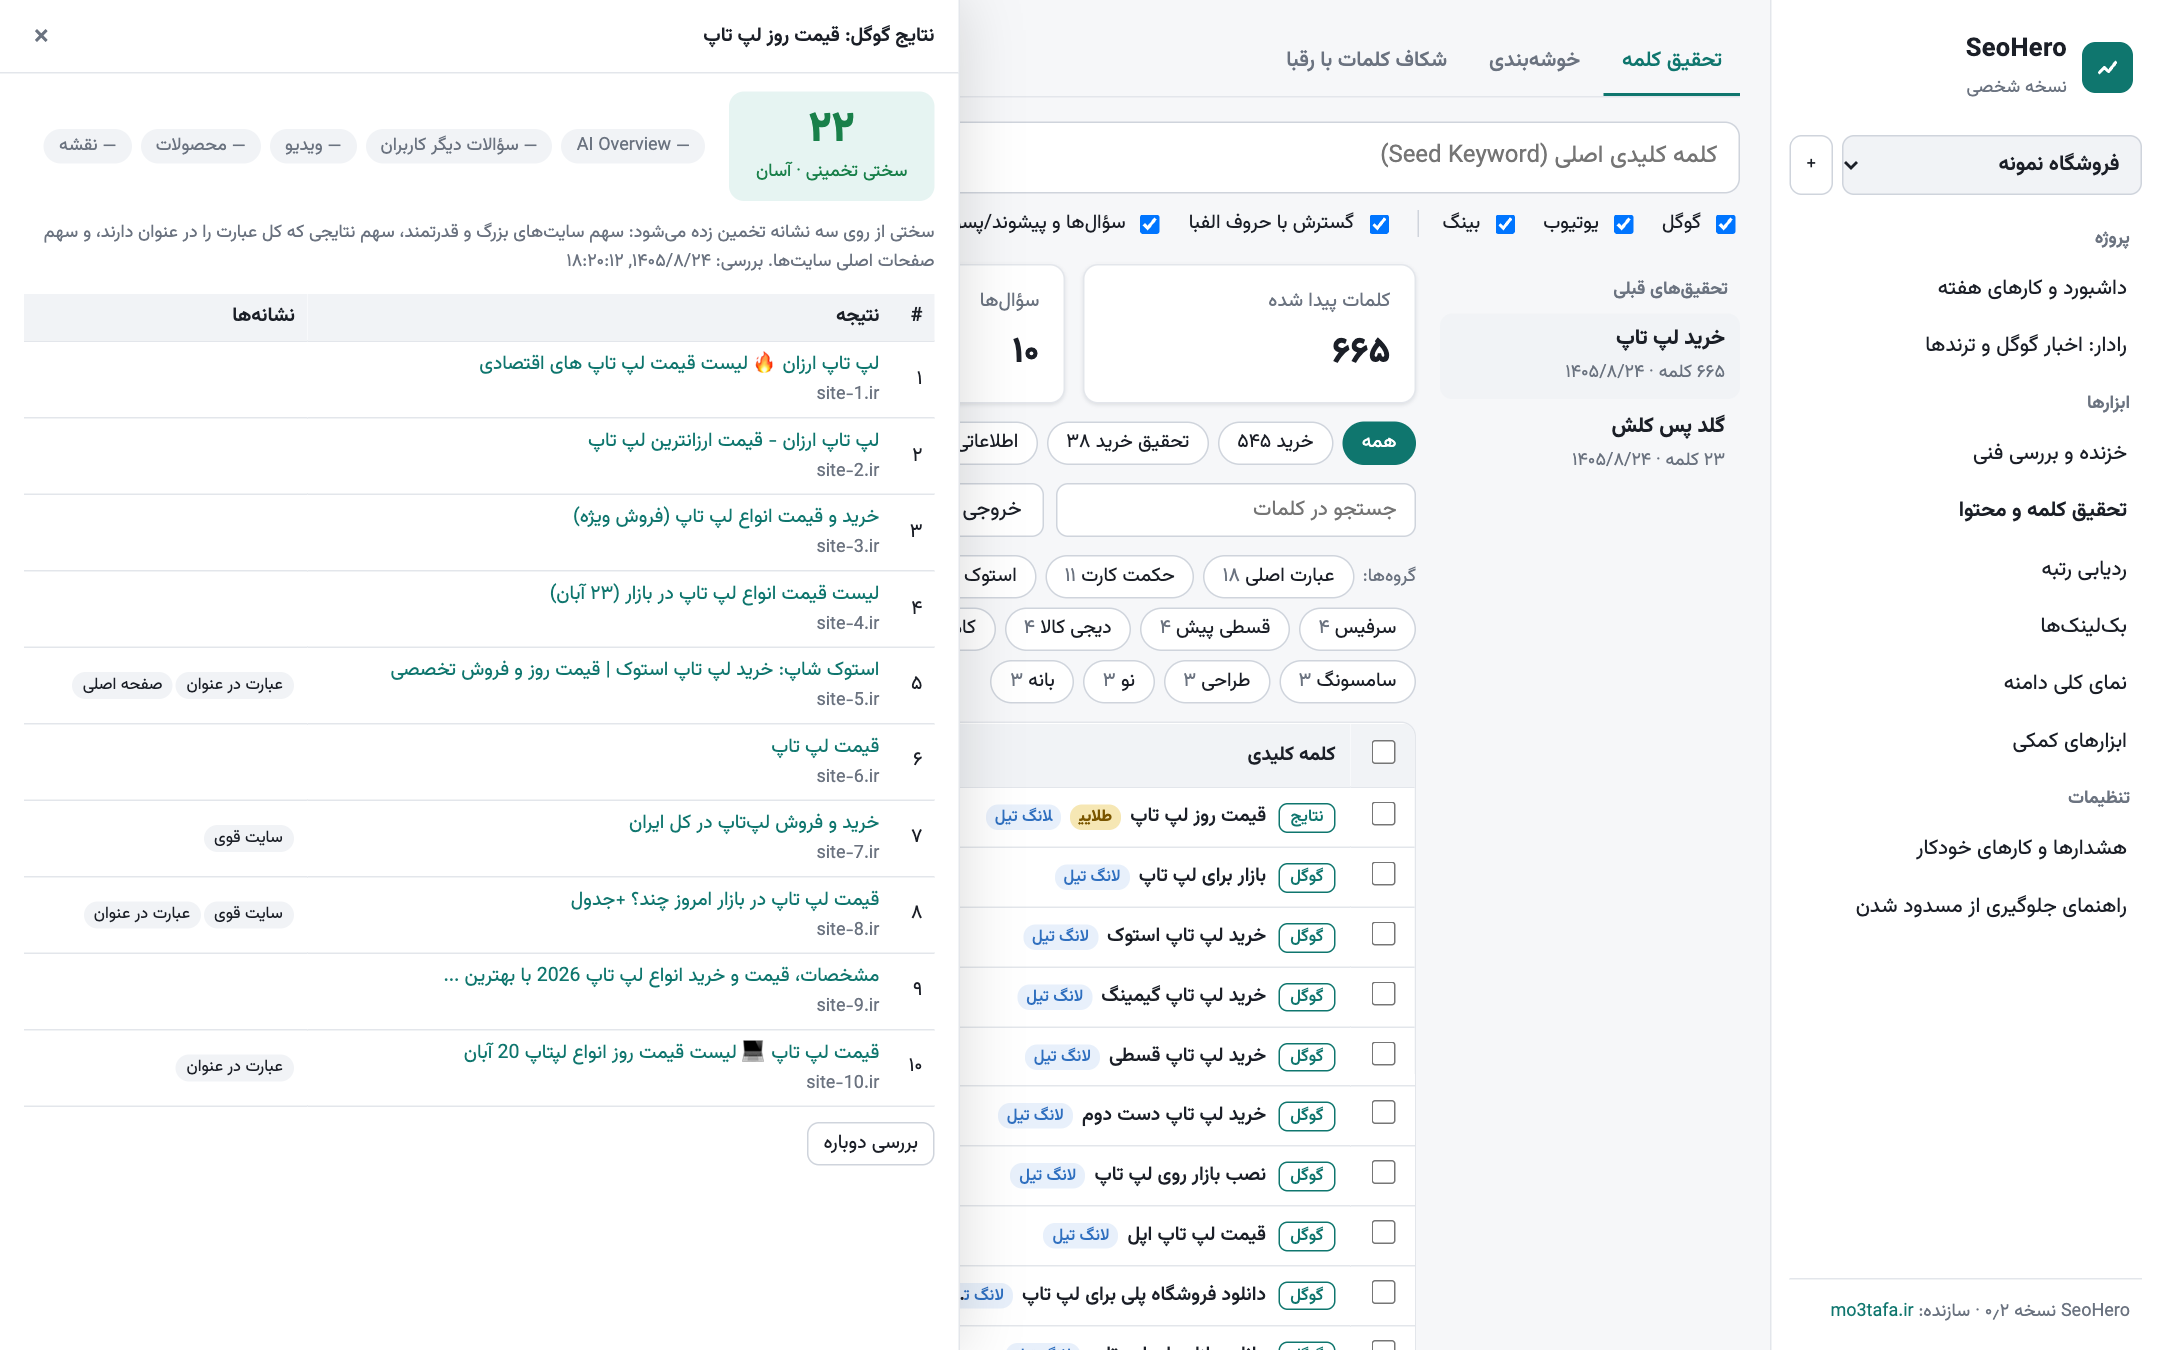 SeoHero
نسخه شخصی
فروشگاه نمونه
+
پروژه
داشبورد و کارهای هفته
رادار: اخبار گوگل و ترندها
ابزارها
خزنده و بررسی فنی
تحقیق کلمه و محتوا
ردیابی رتبه
بک‌لینک‌ها
نمای کلی دامنه
ابزارهای کمکی
تنظیمات
هشدارها و کارهای خودکار
راهنمای جلوگیری از مسدود شدن
SeoHero نسخه ۰٫۲ · سازنده: mo3tafa.ir
تحقیق کلمه
خوشه‌بندی
شکاف کلمات با رقبا
کلمه کلیدی اصلی (Seed Keyword)
گوگل
یوتیوب
بینگ
گسترش با حروف الفبا
سؤال‌ها و پیشوند/پس
تحقیق‌های قبلی
خرید لپ تاپ
۶۶۵ کلمه · ۱۴۰۵/۸/۲۴
گلد پس کلش
۲۳ کلمه · ۱۴۰۵/۸/۲۴
کلمات پیدا شده
۶۶۵
سؤال‌ها
۱۰
همه
خرید ۵۴۵
تحقیق خرید ۳۸
اطلاعاتی
جستجو در کلمات
خروجی
گروه‌ها:
عبارت اصلی ۱۸
حکمت کارت ۱۱
استوک
سرفیس ۴
قسطی پیش ۴
دیجی کالا ۴
سامسونگ ۳
طراحی ۳
نو ۳
بانه ۳
کلمه کلیدی
نتایج قیمت روز لپ تاپ طلایی لانگ تیل
گوگل بازار برای لپ تاپ لانگ تیل
گوگل خرید لپ تاپ استوک لانگ تیل
گوگل خرید لپ تاپ گیمینگ لانگ تیل
گوگل خرید لپ تاپ قسطی لانگ تیل
گوگل خرید لپ تاپ دست دوم لانگ تیل
گوگل نصب بازار روی لپ تاپ لانگ تیل
گوگل قیمت لپ تاپ اپل لانگ تیل
گوگل دانلود فروشگاه پلی برای لپ تاپ لانگ
نتایج گوگل: قیمت روز لپ تاپ
×
۲۲
سختی تخمینی · آسان
— AI Overview
— سؤالات دیگر کاربران
— ویدیو
— محصولات
— نقشه
سختی از روی سه نشانه تخمین زده می‌شود: سهم سایت‌های بزرگ و قدرتمند، سهم نتایجی که کل عبارت را در عنوان دارند، و سهم
صفحات اصلی سایت‌ها. بررسی: ۱۴۰۵/۸/۲۴, ۱۸:۲۰:۱۲
# نتیجه نشانه‌ها
۱ لپ تاپ ارزان 🔥 لیست قیمت لپ تاپ های اقتصادی
site-1.ir
۲ لپ تاپ ارزان - قیمت ارزانترین لپ تاپ
site-2.ir
۳ خرید و قیمت انواع لپ تاپ (فروش ویژه)
site-3.ir
۴ لیست قیمت انواع لپ تاپ در بازار (۲۳ آبان)
site-4.ir
۵ استوک شاپ: خرید لپ تاپ استوک | قیمت روز و فروش تخصصی
site-5.ir
عبارت در عنوان صفحه اصلی
۶ قیمت لپ تاپ
site-6.ir
۷ خرید و فروش لپ‌تاپ در کل ایران
site-7.ir
سایت قوی
۸ قیمت لپ تاپ در بازار امروز چند؟ +جدول
site-8.ir
سایت قوی عبارت در عنوان
۹ مشخصات، قیمت و خرید انواع لپ تاپ 2026 با بهترین ...
site-9.ir
۱۰ قیمت لپ تاپ 💻 لیست قیمت روز انواع لپتاپ 20 آبان
site-10.ir
عبارت در عنوان
بررسی دوباره